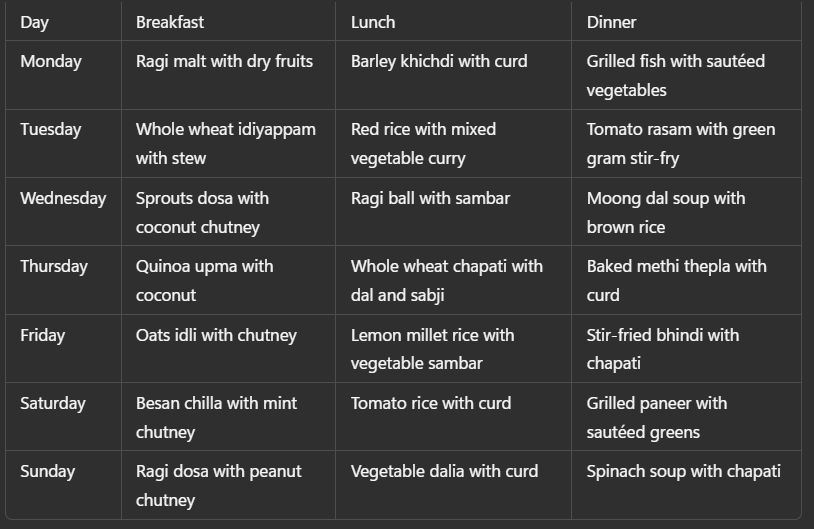 Day Breakfast Lunch Dinner
Monday Ragi malt with dry fruits Barley khichdi with curd Grilled fish with sautéed
vegetables
Tuesday Whole wheat idiyappam Red rice with mixed Tomato rasam with green
with stew vegetable curry gram stir-fry
Wednesday Sprouts dosa with Ragi ball with sambar Moong dal soup with
coconut chutney brown rice
Thursday Quinoa upma with Whole wheat chapati with Baked methi thepla with
coconut dal and sabji curd
Friday Oats idli with chutney Lemon millet rice with Stir-fried bhindi with
vegetable sambar chapati
Saturday Besan chilla with mint Tomato rice with curd Grilled paneer with
chutney sautéed greens
Sunday Ragi dosa with peanut Vegetable dalia with curd Spinach soup with chapati
chutney